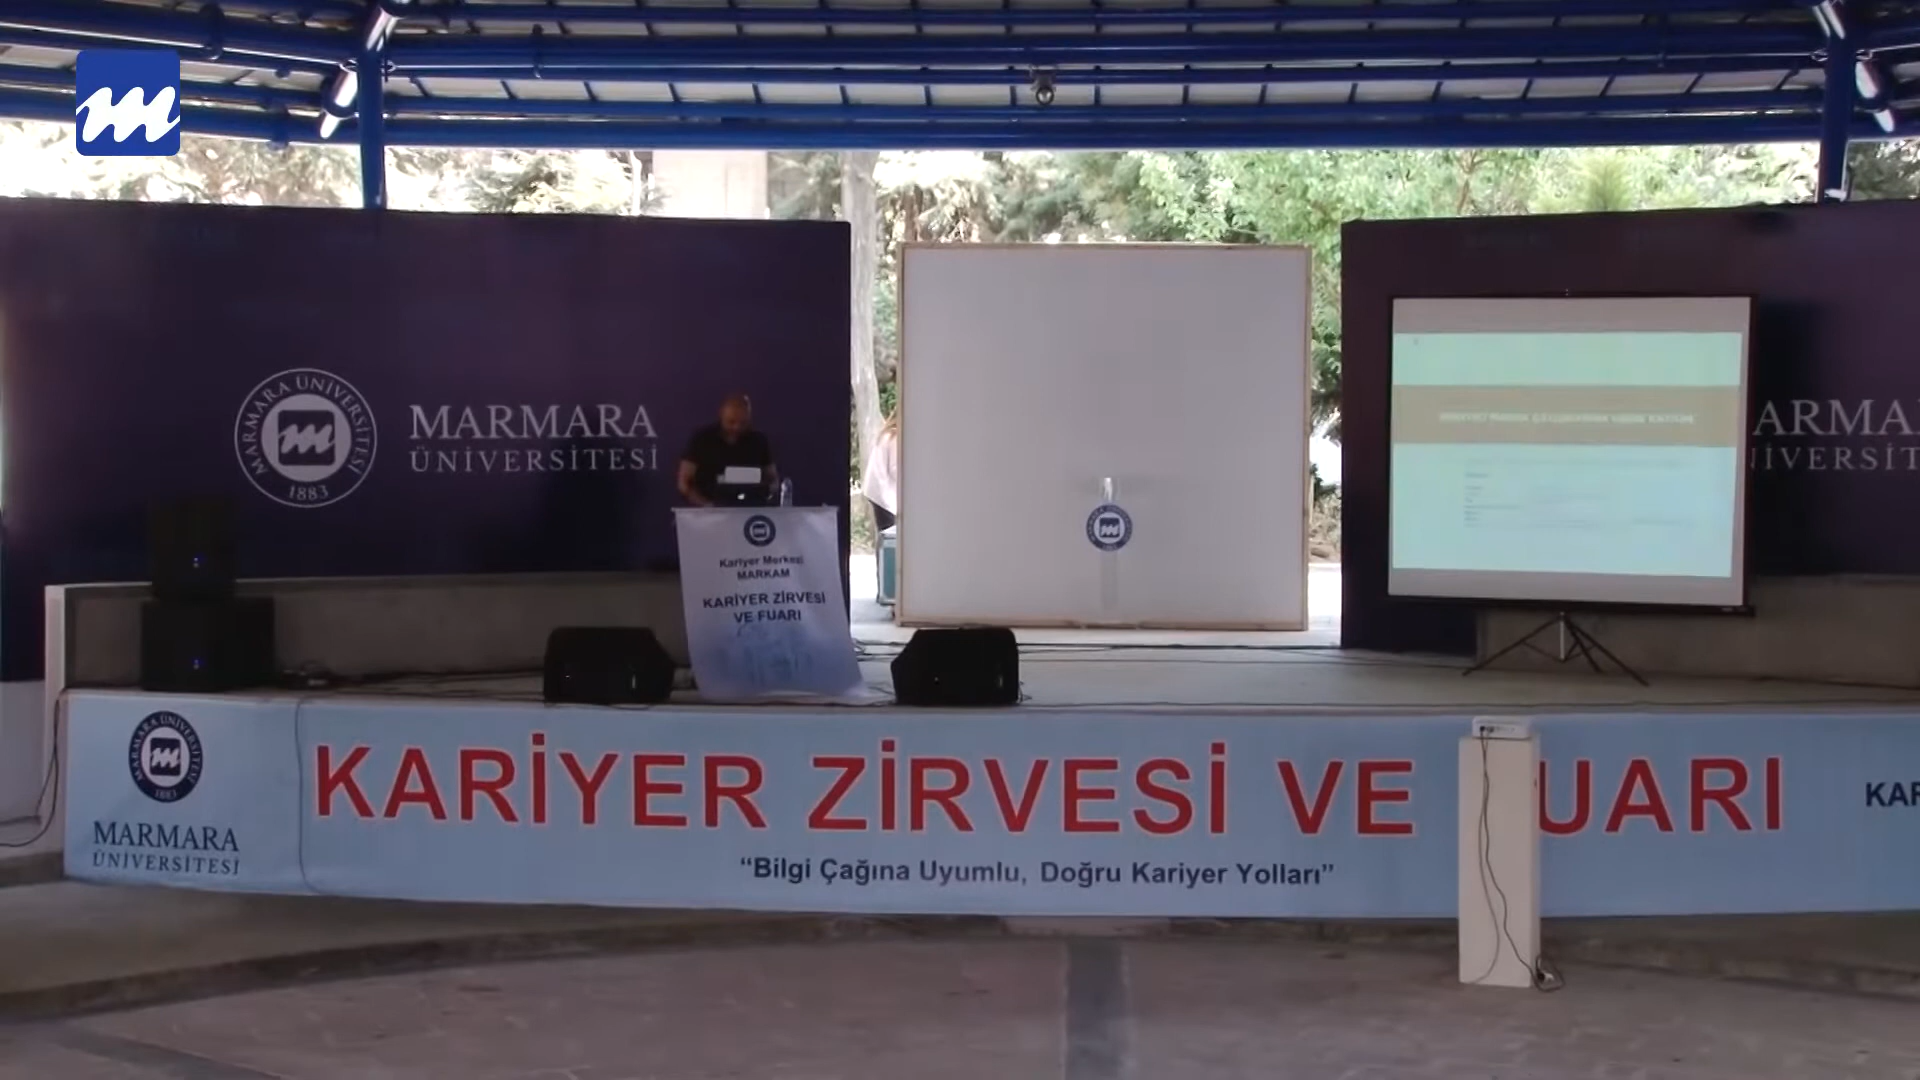 MARMARA ÜNİVERSİTESİ
1883
MARMARA
ÜNİVERSİTESİ
Kariyer Merkezi
MARKAM
KARİYER ZİRVESİ
VE FUARI
ARMA
İVERSİT
MARMARA ÜNİVERSİTESİ
1883
MARMARA
ÜNİVERSİTESİ
KARİYER ZİRVESİ VE UARI
“Bilgi Çağına Uyumlu, Doğru Kariyer Yolları”
KAR